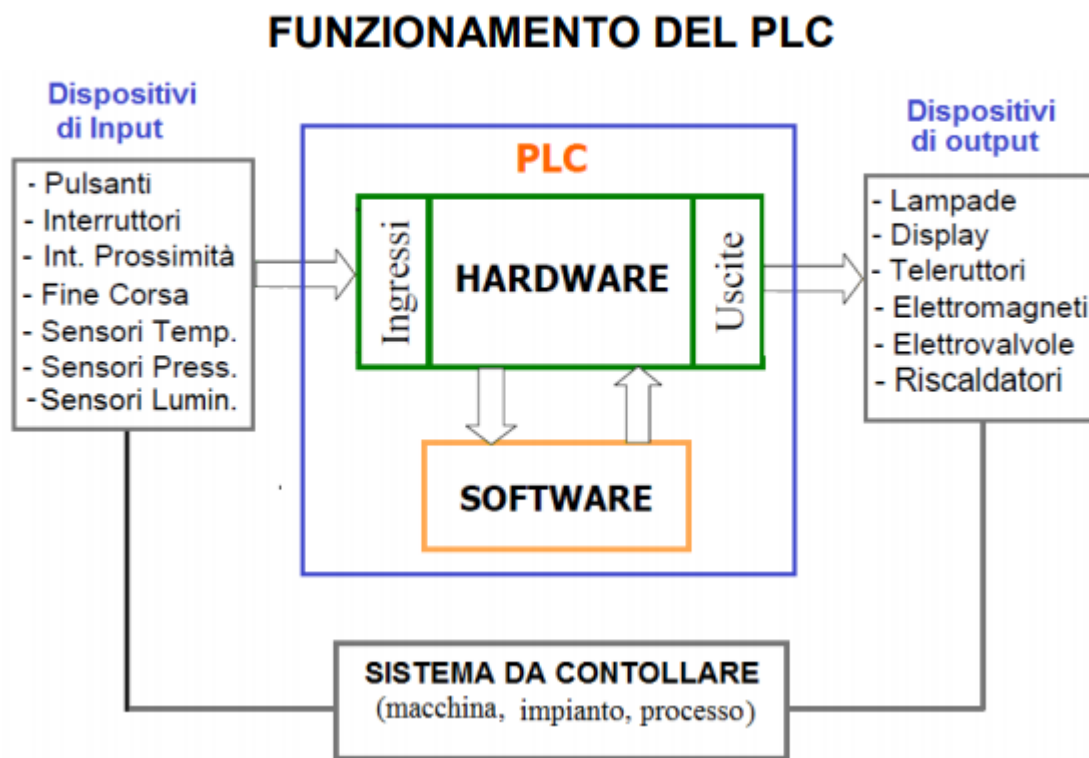 FUNZIONAMENTO DEL PLC
Dispositivi
di Input
- Pulsanti
- Interruttori
- Int. Prossimità
- Fine Corsa
- Sensori Temp.
- Sensori Press.
-Sensori Lumin.
PLC
Ingressi
HARDWARE
Uscite
SOFTWARE
Dispositivi
di output
- Lampade
- Display
- Teleruttori
- Elettromagneti
- Elettrovalvole
- Riscaldatori
SISTEMA DA CONTOLLARE
(macchina, impianto, processo)